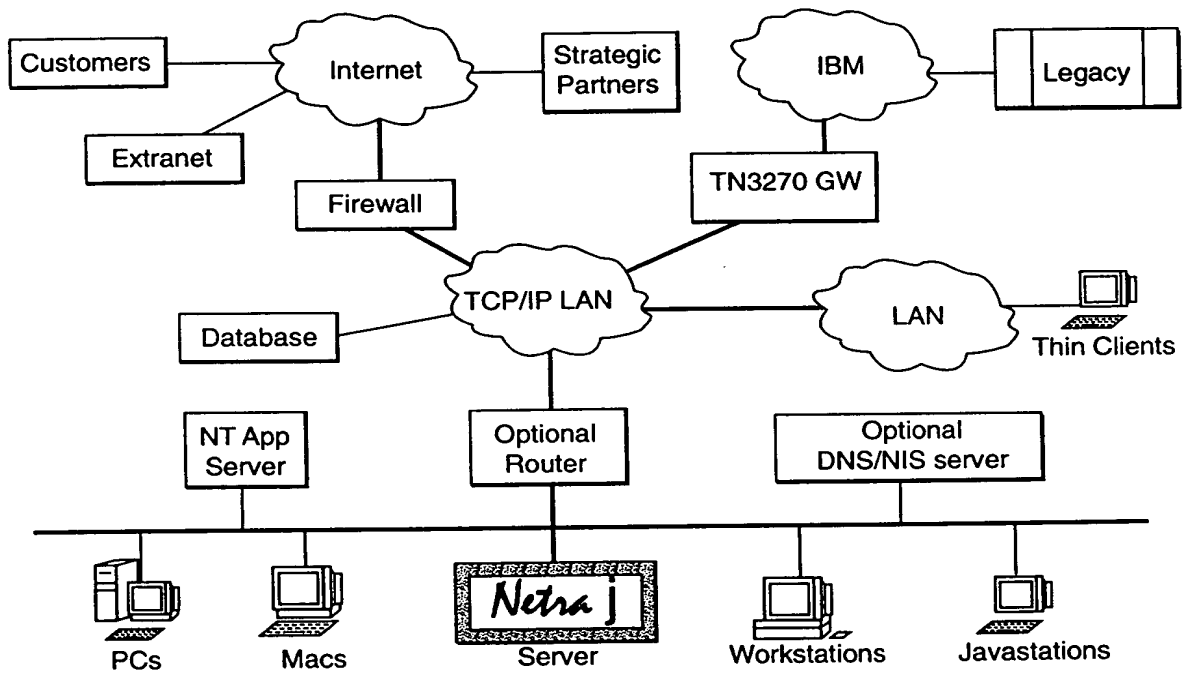 Customers
Internet
Strategic
Partners
IBM
Legacy
Extranet
Firewall
TN3270 GW
TCP/IP LAN
LAN
Database
Thin Clients
NT App
Server
Optional
Router
Optional
DNS/NIS server
Netra j
PCs
Macs
Server
Workstations
Javastations